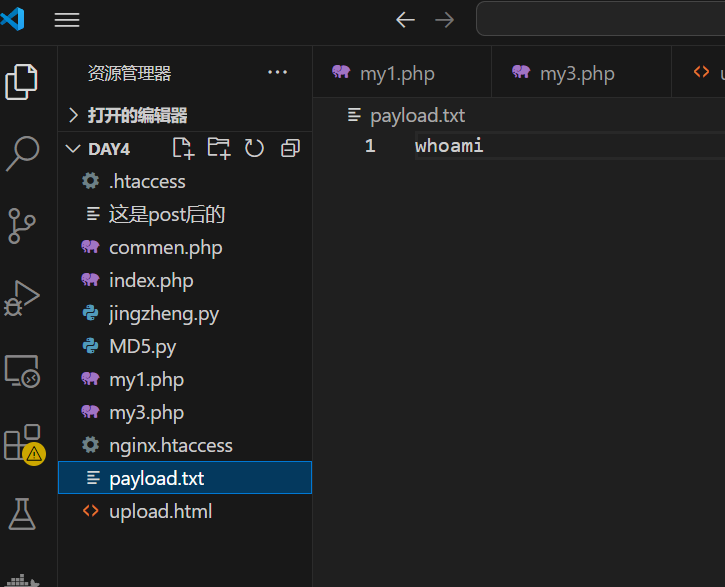 资源管理器
my1.php
my3.php
打开的编辑器
payload.txt
DAY4
1 whoami
.htaccess
这是post后的
commen.php
index.php
jingzheng.py
MD5.py
my1.php
my3.php
nginx.htaccess
payload.txt
upload.html